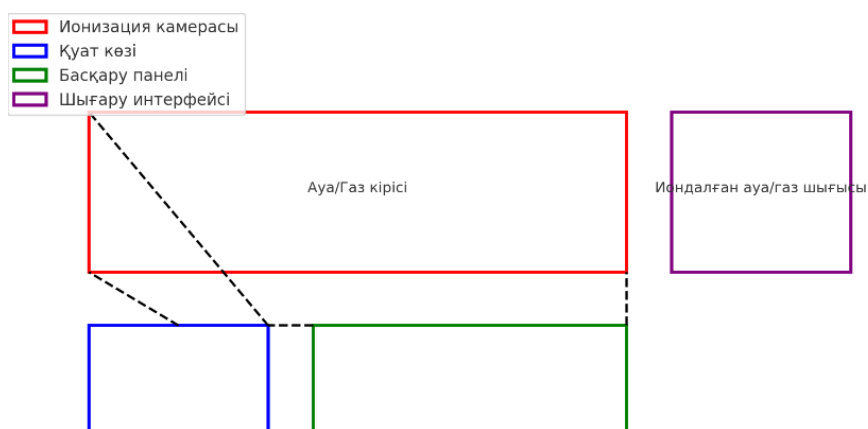 Ионизация камерасы
Қуат көзі
Басқару панелі
Шығару интерфейсі
Ауа/Газ кірісі
Иондалған ауа/газ шығысы